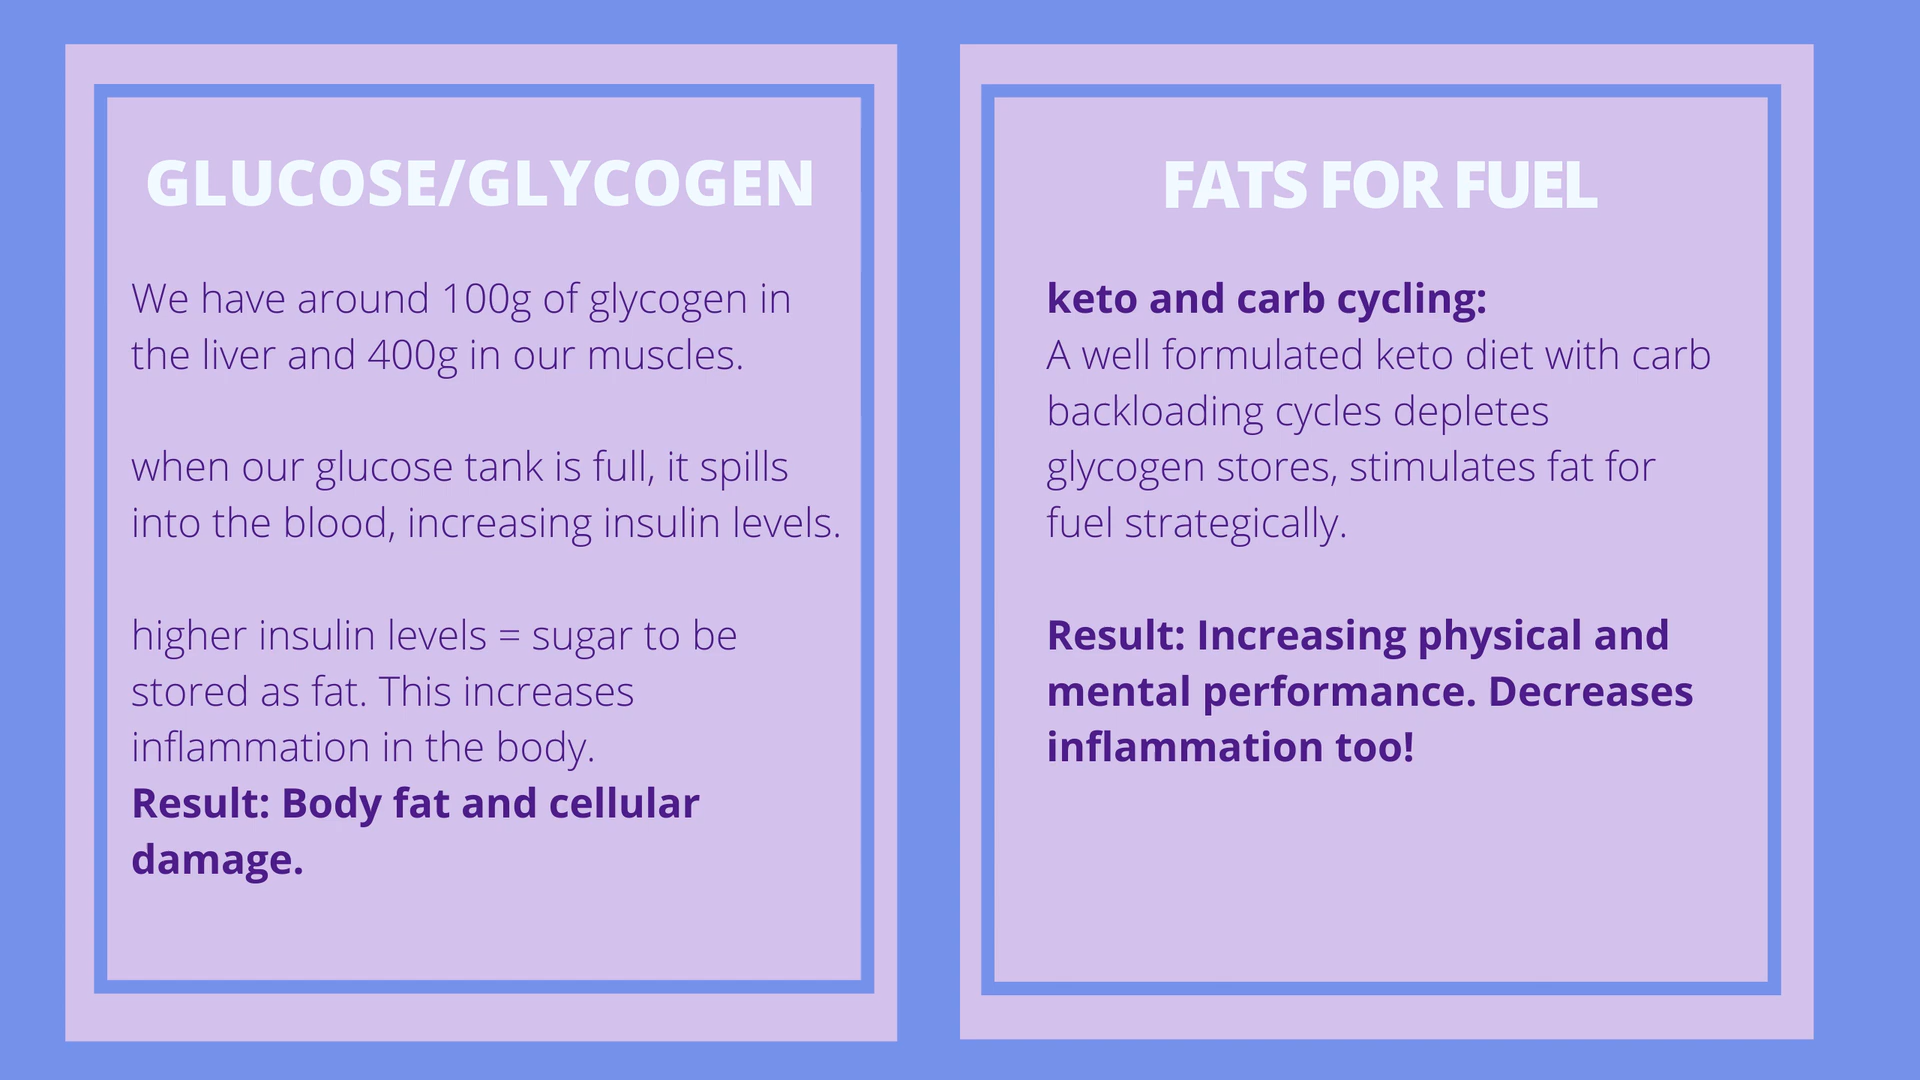 GLUCOSE/GLYCOGEN
We have around 100g of glycogen in
the liver and 400g in our muscles.
when our glucose tank is full, it spills
into the blood, increasing insulin levels.
higher insulin levels = sugar to be
stored as fat. This increases
inflammation in the body.
Result: Body fat and cellular
damage.
FATS FOR FUEL
keto and carb cycling:
A well formulated keto diet with carb
backloading cycles depletes
glycogen stores, stimulates fat for
fuel strategically.
Result: Increasing physical and
mental performance. Decreases
inflammation too!